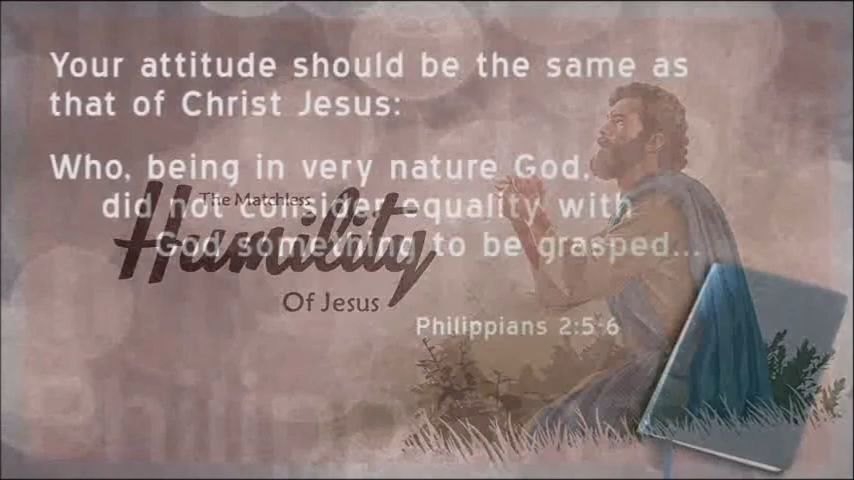 Your attitude should be the same as
that of Christ Jesus:
Who, being in very nature God,
did not consider equality with
God something to be grasped...
Philippians 2:5-6
The Matchless
Humility
Of Jesus